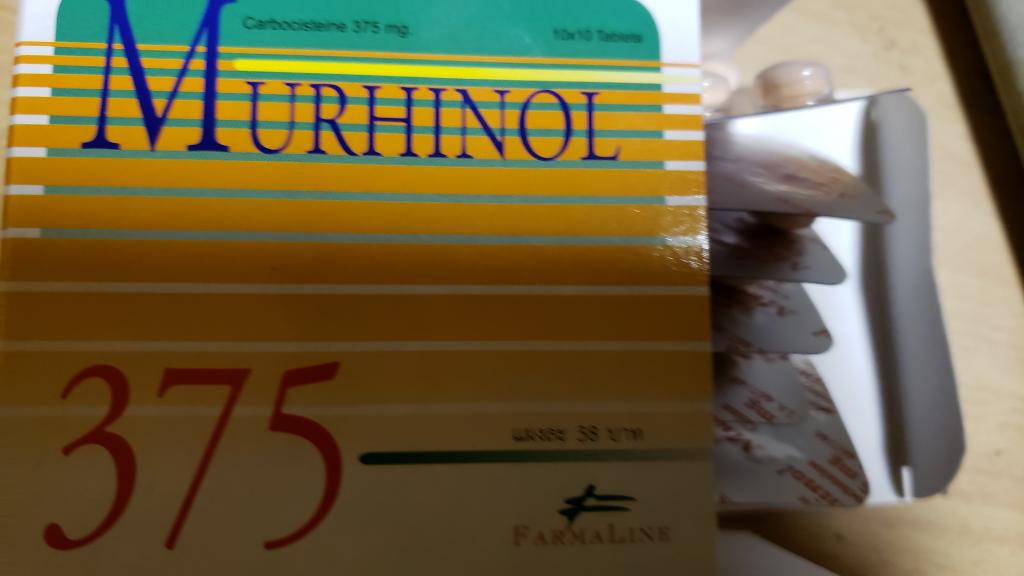 Carbocisteine 375 mg.
10x10 Tablets
MURHINOL
375
แผงละ 38 บาท
FARMALINE